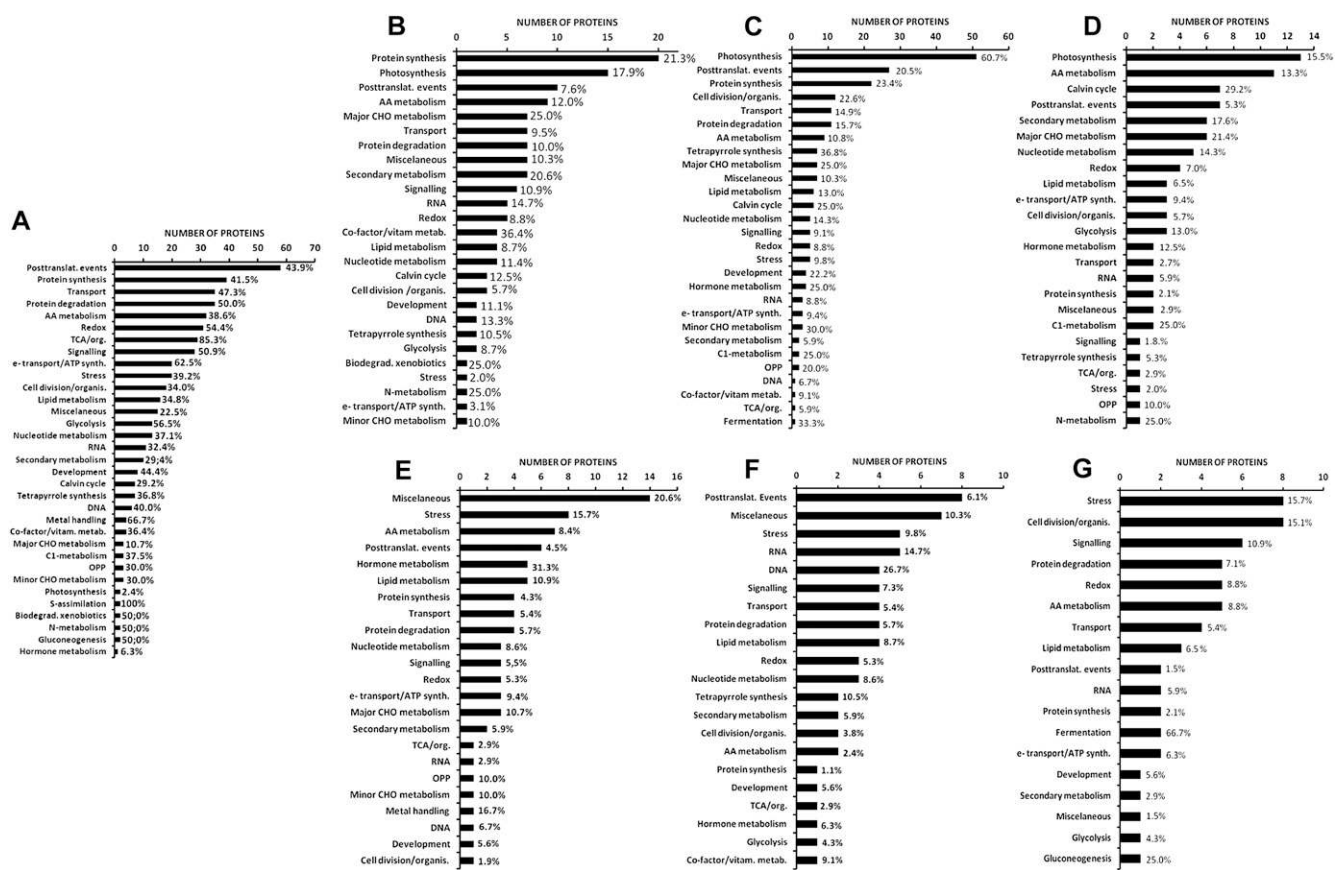 A
NUMBER OF PROTEINS
0 10 20 30 40 50 60 70
Posttranslat. events 43.9%
Protein synthesis 41.5%
Transport 47.3%
Protein degradation 50.0%
AA metabolism 38.6%
Redox 54.4%
TCA/org. 85.3%
Signalling 50.9%
e-transport/ATP synth. 62.5%
Stress 39.2%
Cell division/organis. 34.0%
Lipid metabolism 34.8%
Miscelaneous 22.5%
Glycolysis 56.5%
Nucleotide metabolism 37.1%
RNA 32.4%
Secondary metabolism 29;4%
Development 44.4%
Calvin cycle 29.2%
Tetrapyrrole synthesis 36.8%
DNA 40.0%
Metal handling 66.7%
Co-factor/vitam. metab. 36.4%
Major CHO metabolism 10.7%
C1-metabolism 37.5%
OPP 30.0%
Minor CHO metabolism 30.0%
Photosynthesis 2.4%
S-assimilation 100%
Biodegrad. xenobiotics 50;0%
N-metabolism 50;0%
Gluconeogenesis 50;0%
Hormone metabolism 6.3%
B
NUMBER OF PROTEINS
0 5 10 15 20
Protein synthesis 21.3%
Photosynthesis 17.9%
Posttranslat. events 7.6%
AA metabolism 12.0%
Major CHO metabolism 25.0%
Transport 9.5%
Protein degradation 10.0%
Miscelaneous 10.3%
Secondary metabolism 20.6%
Signalling 10.9%
RNA 14.7%
Redox 8.8%
Co-factor/vitam metab. 36.4%
Lipid metabolism 8.7%
Nucleotide metabolism 11.4%
Calvin cycle 12.5%
Cell division /organis. 5.7%
Development 11.1%
DNA 13.3%
Tetrapyrrole synthesis 10.5%
Glycolysis 8.7%
Biodegrad. xenobiotics 25.0%
Stress 2.0%
N-metabolism 25.0%
e- transport/ATP synth. 3.1%
Minor CHO metabolism 10.0%
C
NUMBER OF PROTEINS
0 10 20 30 40 50 60
Photosynthesis 60.7%
Posttranslat. events 20.5%
Protein synthesis 23.4%
Cell division/organis. 22.6%
Transport 14.9%
Protein degradation 15.7%
AA metabolism 10.8%
Tetrapyrrole synthesis 36.8%
Major CHO metabolism 25.0%
Miscelaneous 10.3%
Lipid metabolism 13.0%
Calvin cycle 25.0%
Nucleotide metabolism 14.3%
Signalling 9.1%
Redox 8.8%
Stress 9.8%
Development 22.2%
Hormone metabolism 25.0%
RNA 8.8%
e- transport/ATP synth. 9.4%
Minor CHO metabolism 30.0%
Secondary metabolism 5.9%
C1-metabolism 25.0%
OPP 20.0%
DNA 6.7%
Co-factor/vitam metab. 9.1%
TCA/org. 5.9%
Fermentation 33.3%
D
NUMBER OF PROTEINS
0 2 4 6 8 10 12 14
Photosynthesis 15.5%
AA metabolism 13.3%
Calvin cycle 29.2%
Posttranslat. events 5.3%
Secondary metabolism 17.6%
Major CHO metabolism 21.4%
Nucleotide metabolism 14.3%
Redox 7.0%
Lipid metabolism 6.5%
e- transport/ATP synth. 9.4%
Cell division/organis. 5.7%
Glycolysis 13.0%
Hormone metabolism 12.5%
Transport 2.7%
RNA 5.9%
Protein synthesis 2.1%
Miscelaneous 2.9%
C1-metabolism 25.0%
Signalling 1.8.%
Tetrapyrrole synthesis 5.3%
TCA/org. 2.9%
Stress 2.0%
OPP 10.0%
N-metabolism 25.0%
E
NUMBER OF PROTEINS
0 2 4 6 8 10 12 14 16
Miscelaneous 20.6%
Stress 15.7%
AA metabolism 8.4%
Posttranslat. events 4.5%
Hormone metabolism 31.3%
Lipid metabolism 10.9%
Protein synthesis 4.3%
Transport 5.4%
Protein degradation 5.7%
Nucleotide metabolism 8.6%
Signalling 5,5%
Redox 5.3%
e- transport/ATP synth. 9.4%
Major CHO metabolism 10.7%
Secondary metabolism 5.9%
TCA/org. 2.9%
RNA 2.9%
OPP 10.0%
Minor CHO metabolism 10.0%
Metal handling 16.7%
DNA 6.7%
Development 5.6%
Cell division/organis. 1.9%
F
NUMBER OF PROTEINS
0 2 4 6 8 10
Posttranslat. Events 6.1%
Miscelaneous 10.3%
Stress 9.8%
RNA 14.7%
DNA 26.7%
Signalling 7.3%
Transport 5.4%
Protein degradation 5.7%
Lipid metabolism 8.7%
Redox 5.3%
Nucleotide metabolism 8.6%
Tetrapyrrole synthesis 10.5%
Secondary metabolism 5.9%
Cell division/organis. 3.8%
AA metabolism 2.4%
Protein synthesis 1.1%
Development 5.6%
TCA/org. 2.9%
Hormone metabolism 6.3%
Glycolysis 4.3%
Co-factor/vitam. metab. 9.1%
G
NUMBER OF PROTEINS
0 2 4 6 8 10
Stress 15.7%
Cell division/organis. 15.1%
Signalling 10.9%
Protein degradation 7.1%
Redox 8.8%
AA metabolism 8.8%
Transport 5.4%
Lipid metabolism 6.5%
Posttranslat. events 1.5%
RNA 5.9%
Protein synthesis 2.1%
Fermentation 66.7%
e- transport/ATP synth. 6.3%
Development 5.6%
Secondary metabolism 2.9%
Miscelaneous 1.5%
Glycolysis 4.3%
Gluconeogenesis 25.0%